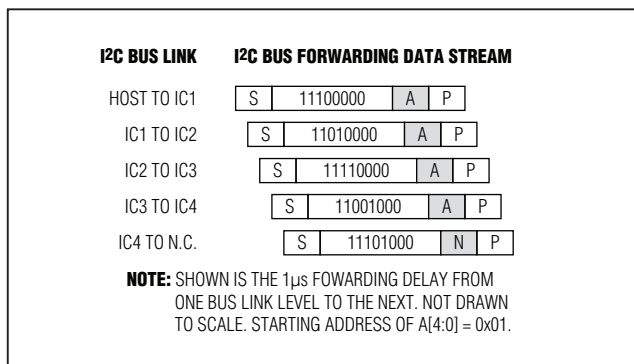 I2C BUS LINK I2C BUS FORWARDING DATA STREAM
HOST TO IC1 S 11100000 A P
IC1 TO IC2 S 11010000 A P
IC2 TO IC3 S 11110000 A P
IC3 TO IC4 S 11001000 A P
IC4 TO N.C. S 11101000 N P
NOTE: SHOWN IS THE 1µs FOWARDING DELAY FROM
ONE BUS LINK LEVEL TO THE NEXT. NOT DRAWN
TO SCALE. STARTING ADDRESS OF A[4:0] = 0x01.